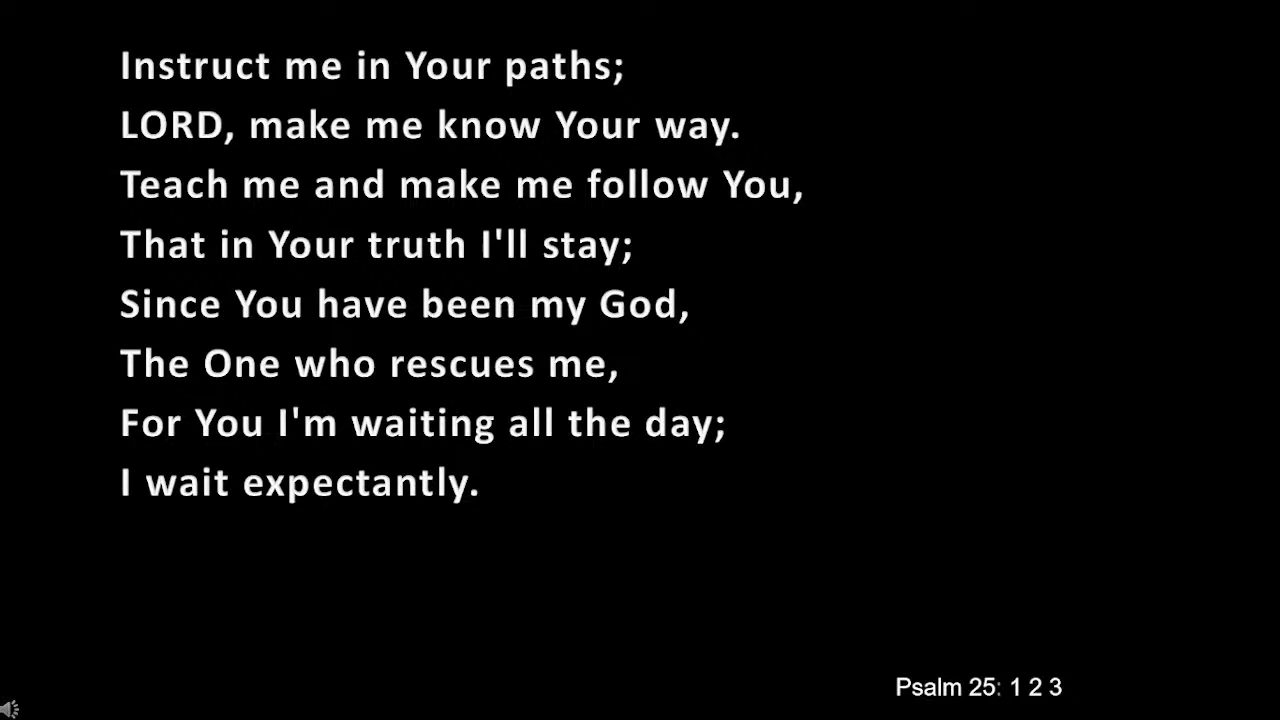 Instruct me in Your paths;
LORD, make me know Your way.
Teach me and make me follow You,
That in Your truth I'll stay;
Since You have been my God,
The One who rescues me,
For You I'm waiting all the day;
I wait expectantly.
Psalm 25: 1 2 3